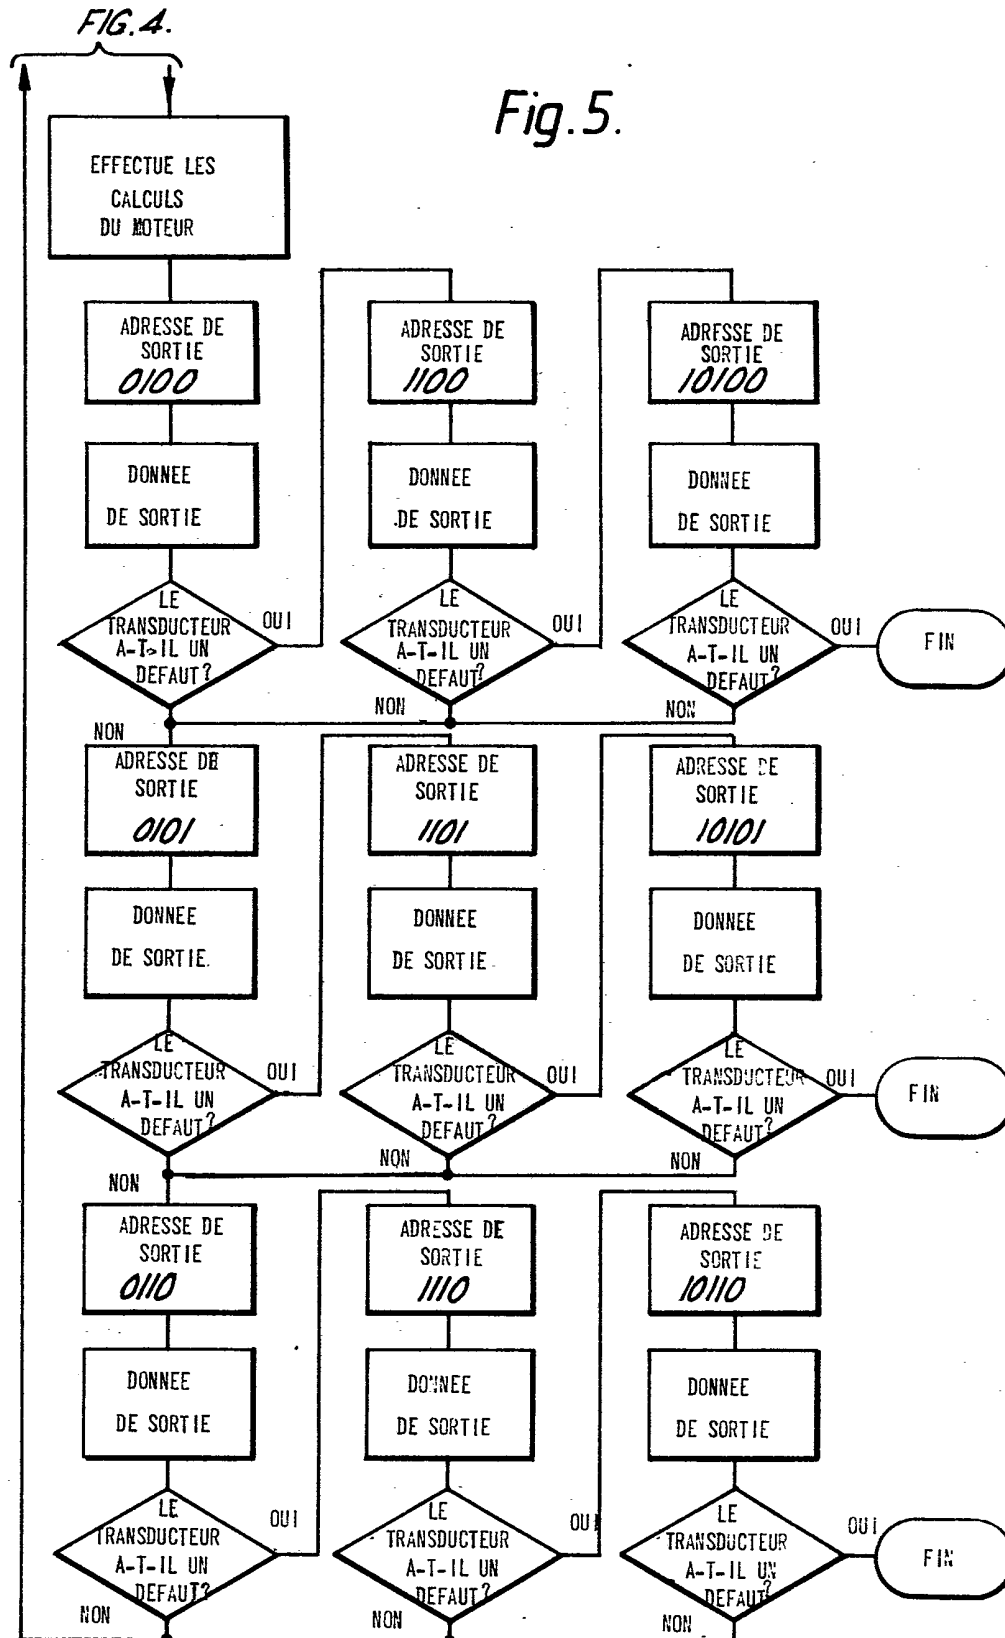 FIG.4.
Fig.5.
EFFECTUE LES
CALCULS
DU MOTEUR
ADRESSE DE
SORTIE
0100
DONNEE
DE SORTIE
LE
TRANSDUCTEUR
A-T-IL UN
DEFAUT?
OUI
NON
ADRESSE DE
SORTIE
1100
DONNEE
DE SORTIE
LE
TRANSDUCTEUR
A-T-IL UN
DEFAUT?
OUI
NON
ADRESSE DE
SORTIE
10100
DONNEE
DE SORTIE
LE
TRANSDUCTEUR
A-T-IL UN
DEFAUT?
OUI
NON
FIN
ADRESSE DE
SORTIE
0101
DONNEE
DE SORTIE
LE
TRANSDUCTEUR
A-T-IL UN
DEFAUT?
OUI
NON
ADRESSE DE
SORTIE
1101
DONNEE
DE SORTIE
LE
TRANSDUCTEUR
A-T-IL UN
DEFAUT?
OUI
NON
ADRESSE DE
SORTIE
10101
DONNEE
DE SORTIE
LE
TRANSDUCTEUR
A-T-IL UN
DEFAUT?
OUI
NON
FIN
ADRESSE DE
SORTIE
0110
DONNEE
DE SORTIE
LE
TRANSDUCTEUR
A-T-IL UN
DEFAUT?
OUI
NON
ADRESSE DE
SORTIE
1110
DONNEE
DE SORTIE
LE
TRANSDUCTEUR
A-T-IL UN
DEFAUT?
OUI
NON
ADRESSE DE
SORTIE
10110
DONNEE
DE SORTIE
LE
TRANSDUCTEUR
A-T-IL UN
DEFAUT?
OUI
NON
FIN